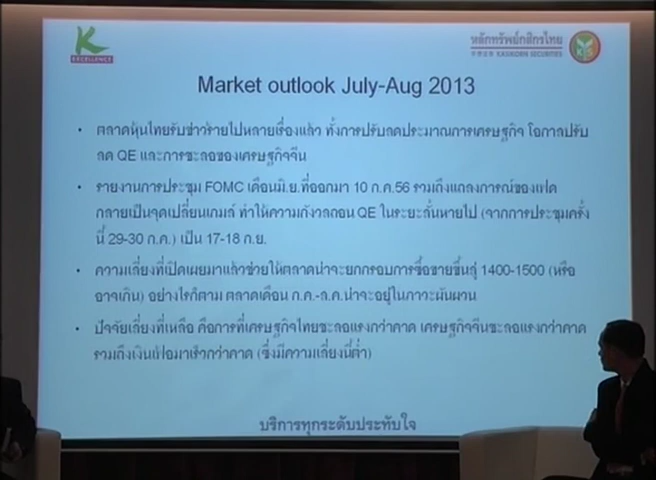 K
EXCELLANCE
หลักทรัพย์กสิกรไทย
KASIKORN SECURITIES
KS
Market outlook July-Aug 2013
• ตลาดหุ้นไทยรับข่าวร้ายไปหลายเรื่องแล้ว ทั้งการปรับลดประมาณการเศรษฐกิจ โอกาสปรับ
ลด QE และการชะลอของเศรษฐกิจจีน
• รายงานการประชุม FOMC เดือนมิ.ย.ที่ออกมา 10 ก.ค.56 รวมถึงแถลงการณ์ของเฟด
กลายเป็นจุดเปลี่ยนเกมส์ ทำให้ความกังวลถอน QE ในระยะสั้นหายไป (จากการประชุมครั้ง
นี้ 29-30 ก.ค.) เป็น 17-18 ก.ย.
• ความเสี่ยงที่เปิดเผยมาแล้วช่วยให้ตลาดน่าจะยกกรอบการซื้อขายขึ้นสู่ 1400-1500 (หรือ
อาจเกิน) อย่างไรก็ตาม ตลาดเดือน ก.ค.-ส.ค.น่าจะอยู่ในภาวะผันผวน
• ปัจจัยเสี่ยงที่เหลือ คือการที่เศรษฐกิจไทยชะลอแรงกว่าคาด เศรษฐกิจจีนชะลอแรงกว่าคาด
รวมถึงเงินเฟ้อมาเร็วกว่าคาด (ซึ่งมีความเสี่ยงนี้ต่ำ)
บริการทุกระดับประทับใจ